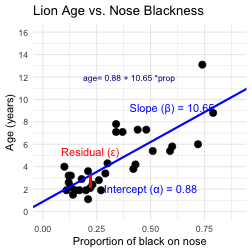 Lion Age vs. Nose Blackness
Age (years)
16
14
12
10
8
6
4
2
0
age= 0.88 + 10.65 *prop
Slope (β) = 10.65
Residual (ε)
Intercept (α) = 0.88
0.00
0.25
0.50
0.75
Proportion of black on nose